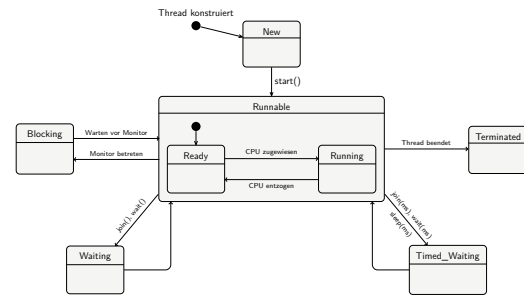 Thread konstruiert
New
start()
Runnable
Blocking
Warten vor Monitor
Monitor betreten
Ready
CPU zugewiesen
CPU entzogen
Running
Thread beendet
Terminated
join(), wait()
join(ms), wait(ms)
sleep(ms)
Waiting
Timed_Waiting